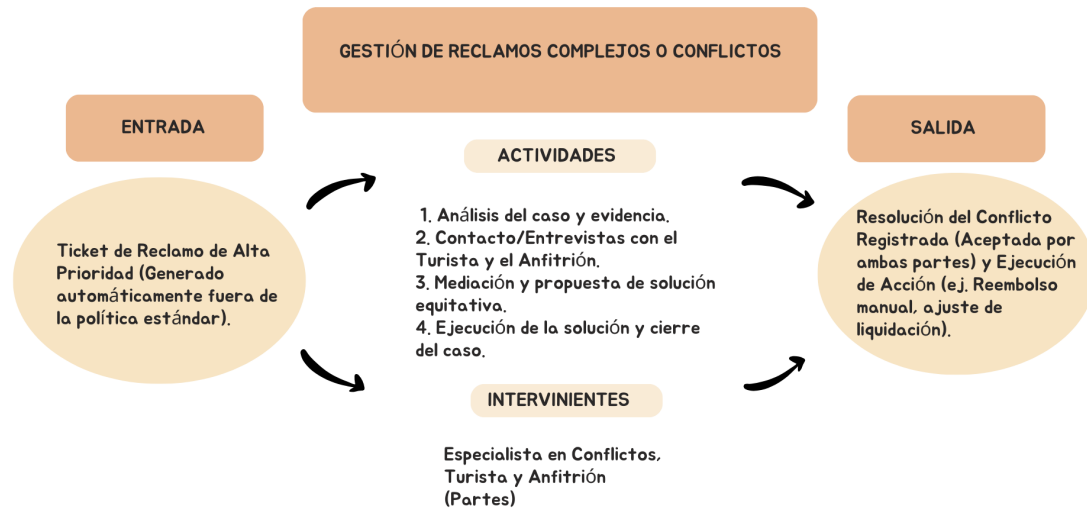 GESTIÓN DE RECLAMOS COMPLEJOS O CONFLICTOS
ENTRADA
Ticket de Reclamo de Alta
Prioridad (Generado
automáticamente fuera de
la política estándar).
ACTIVIDADES
1. Análisis del caso y evidencia.
2. Contacto/Entrevistas con el
Turista y el Anfitrión.
3. Mediación y propuesta de solución
equitativa.
4. Ejecución de la solución y cierre
del caso.
INTERVINIENTES
Especialista en Conflictos,
Turista y Anfitrión
(Partes)
SALIDA
Resolución del Conflicto
Registrada (Aceptada por
ambas partes) y Ejecución
de Acción (ej. Reembolso
manual, ajuste de
liquidación).